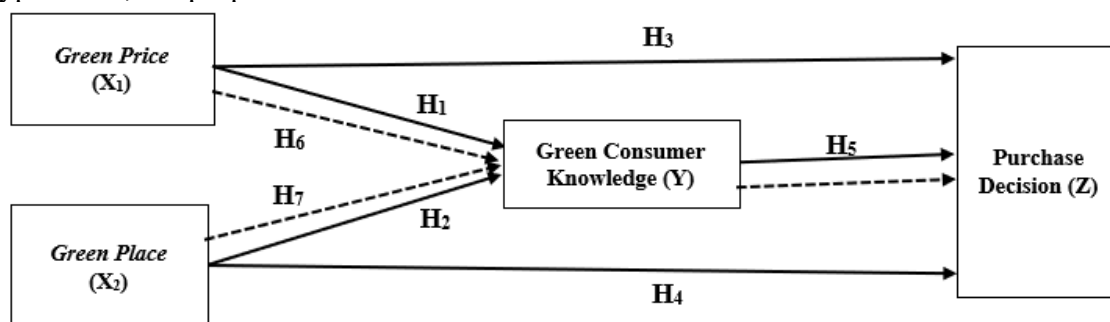 Green Price
(X1)
H3
H1
H6
Green Consumer
Knowledge (Y)
H5
Purchase
Decision (Z)
H7
H2
Green Place
(X2)
H4